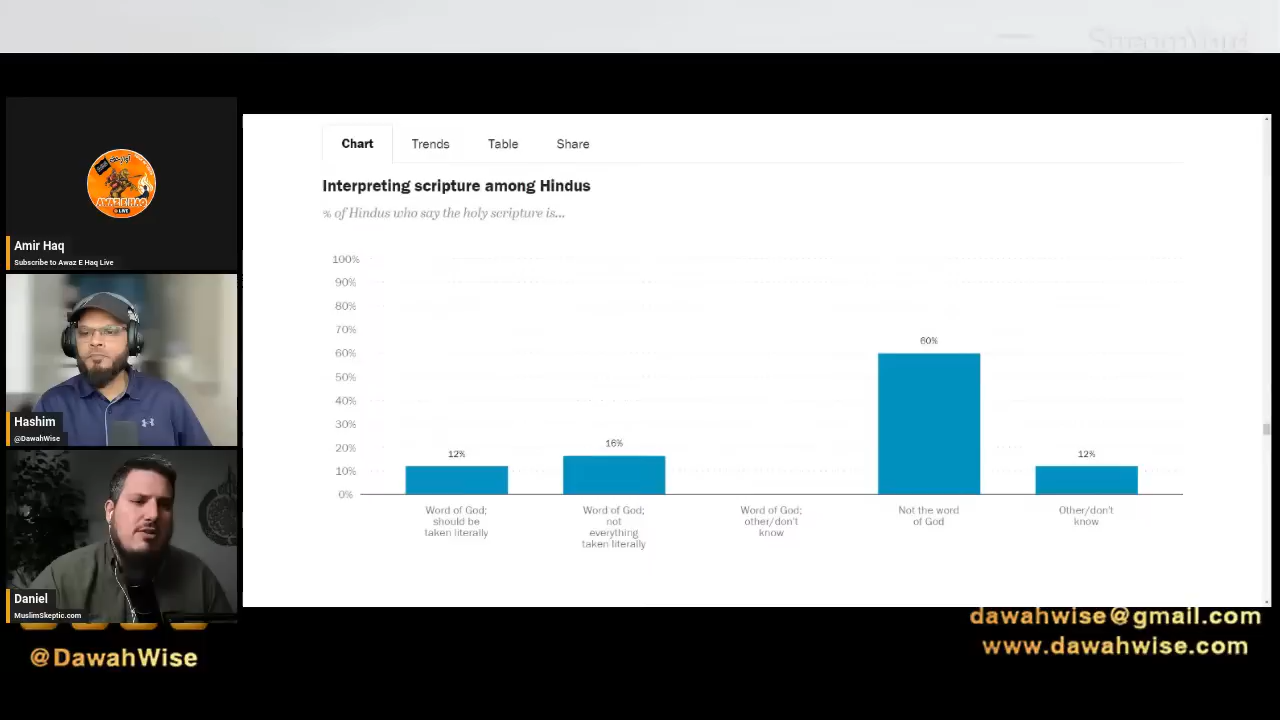 StreamYard
Amir Haq
Subscribe to Awaz E Haq Live
AWAZ E HAQ
LIVE
Hashim
@DawahWise
Daniel
MuslimSkeptic.com
Chart
Trends
Table
Share
Interpreting scripture among Hindus
% of Hindus who say the holy scripture is...
100%
90%
80%
70%
60%
50%
40%
30%
20%
10%
0%
12%
16%
60%
12%
Word of God;
should be
taken literally
Word of God;
not
everything
taken literally
Word of God;
other/don't
know
Not the word
of God
Other/don't
know
@DawahWise
dawahwise@gmail.com
www.dawahwise.com